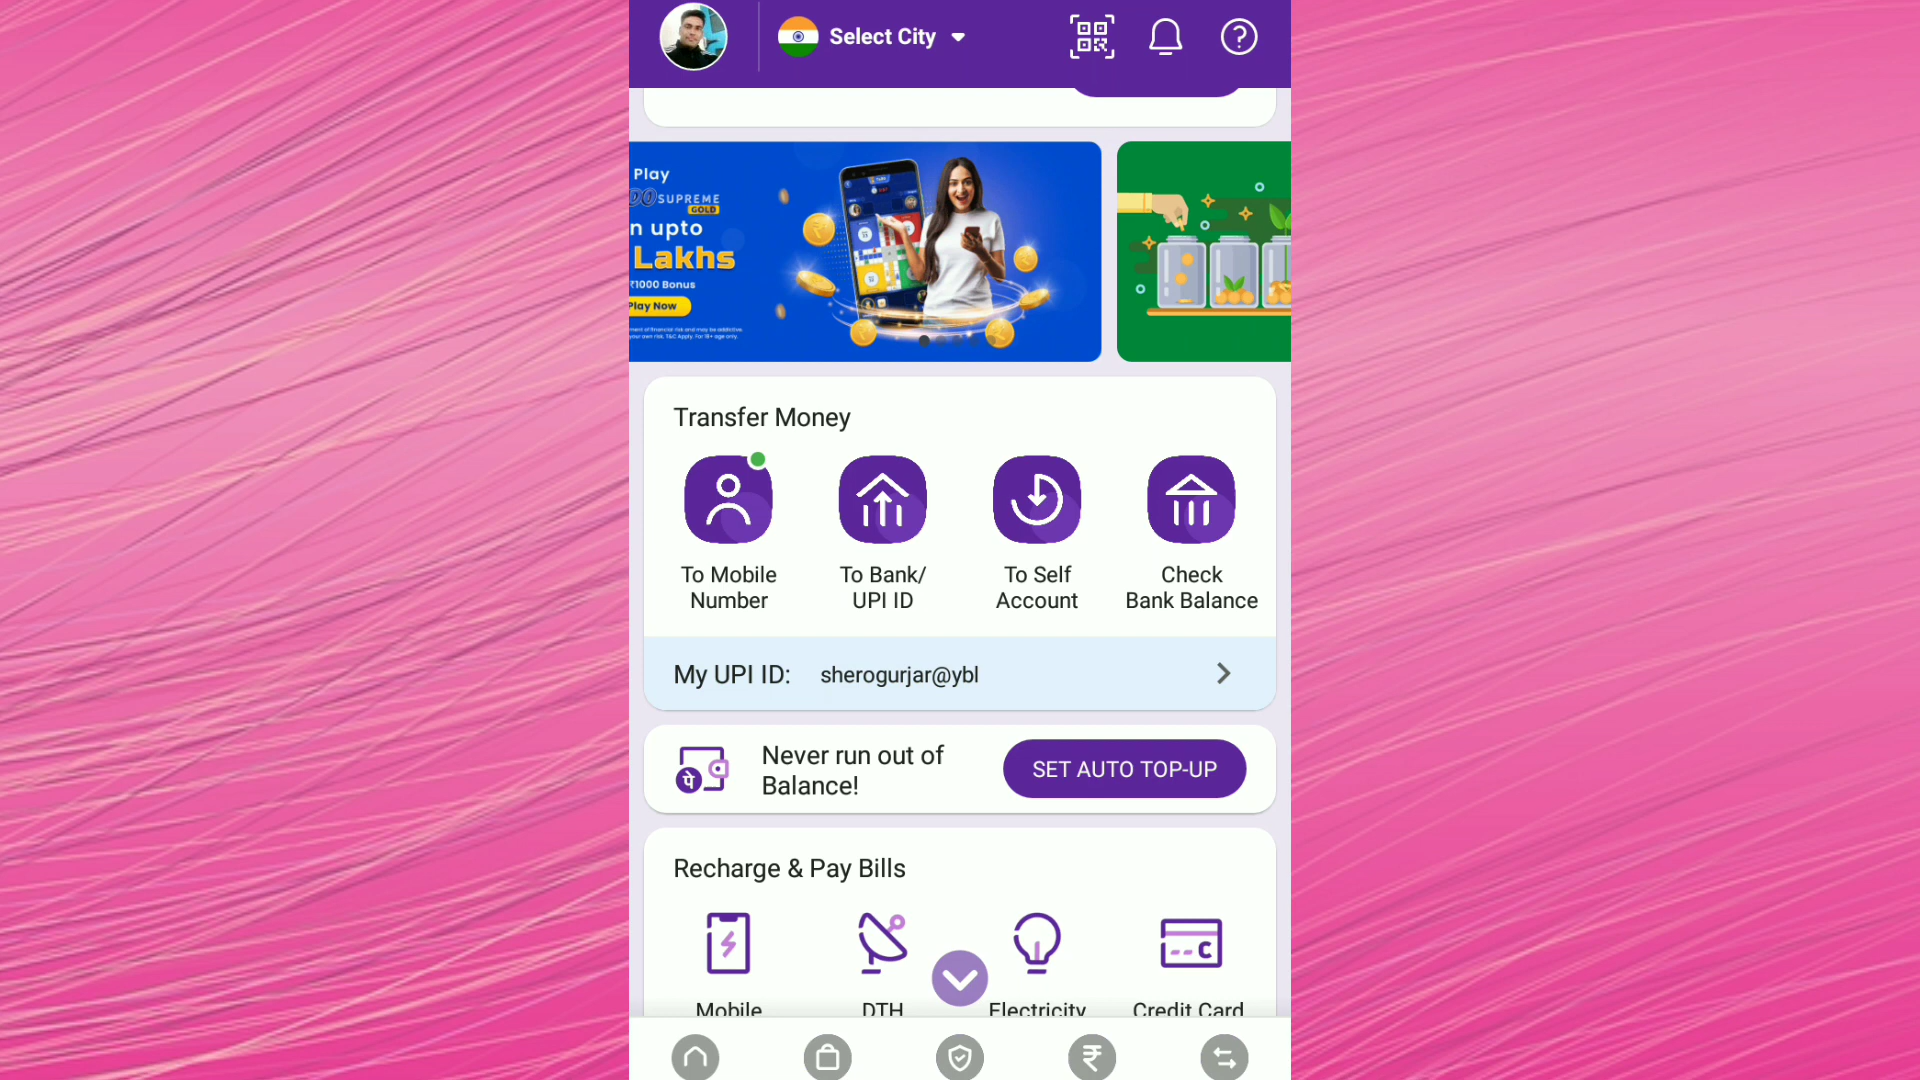 Select City
Play
SUPREME
GOLD
n upto
Lakhs
₹1000 Bonus
Play Now
Transfer Money
To Mobile
Number
To Bank/
UPI ID
To Self
Account
Check
Bank Balance
My UPI ID: sherogurjar@ybl
पे
Never run out of
Balance!
SET AUTO TOP-UP
Recharge & Pay Bills
Mobile
DTH
Electricity
Credit Card